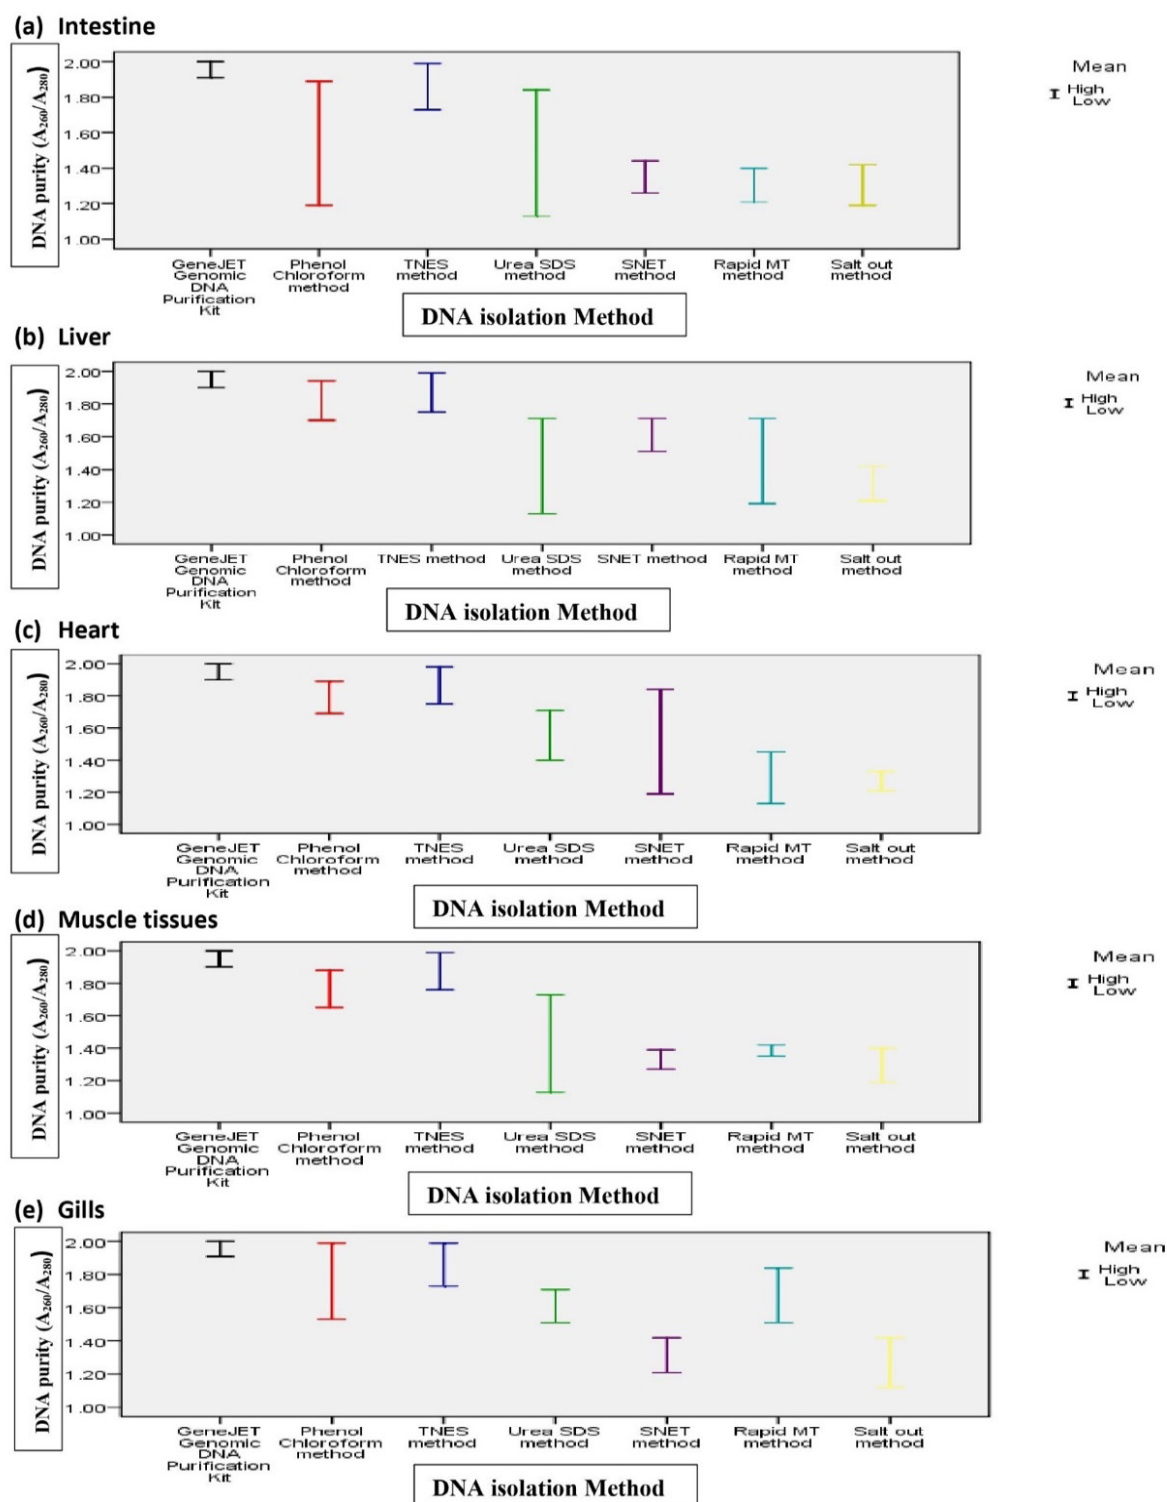 (a) Intestine
DNA purity (A260/A280)
2.00
1.80
1.60
1.40
1.20
1.00
GeneJET Genomic DNA Purification Kit
Phenol Chloroform method
TNES method
Urea SDS method
SNET method
Rapid MT method
Salt out method
Mean
High
Low
DNA isolation Method
(b) Liver
DNA purity (A260/A280)
2.00
1.80
1.60
1.40
1.20
1.00
GeneJET Genomic DNA Purification Kit
Phenol Chloroform method
TNES method
Urea SDS method
SNET method
Rapid MT method
Salt out method
Mean
High
Low
DNA isolation Method
(c) Heart
DNA purity (A260/A280)
2.00
1.80
1.60
1.40
1.20
1.00
GeneJET Genomic DNA Purification Kit
Phenol Chloroform method
TNES method
Urea SDS method
SNET method
Rapid MT method
Salt out method
Mean
High
Low
DNA isolation Method
(d) Muscle tissues
DNA purity (A260/A280)
2.00
1.80
1.60
1.40
1.20
1.00
GeneJET Genomic DNA Purification Kit
Phenol Chloroform method
TNES method
Urea SDS method
SNET method
Rapid MT method
Salt out method
Mean
High
Low
DNA isolation Method
(e) Gills
DNA purity (A260/A280)
2.00
1.80
1.60
1.40
1.20
1.00
GeneJET Genomic DNA Purification Kit
Phenol Chloroform method
TNES method
Urea SDS method
SNET method
Rapid MT method
Salt out method
Mean
High
Low
DNA isolation Method